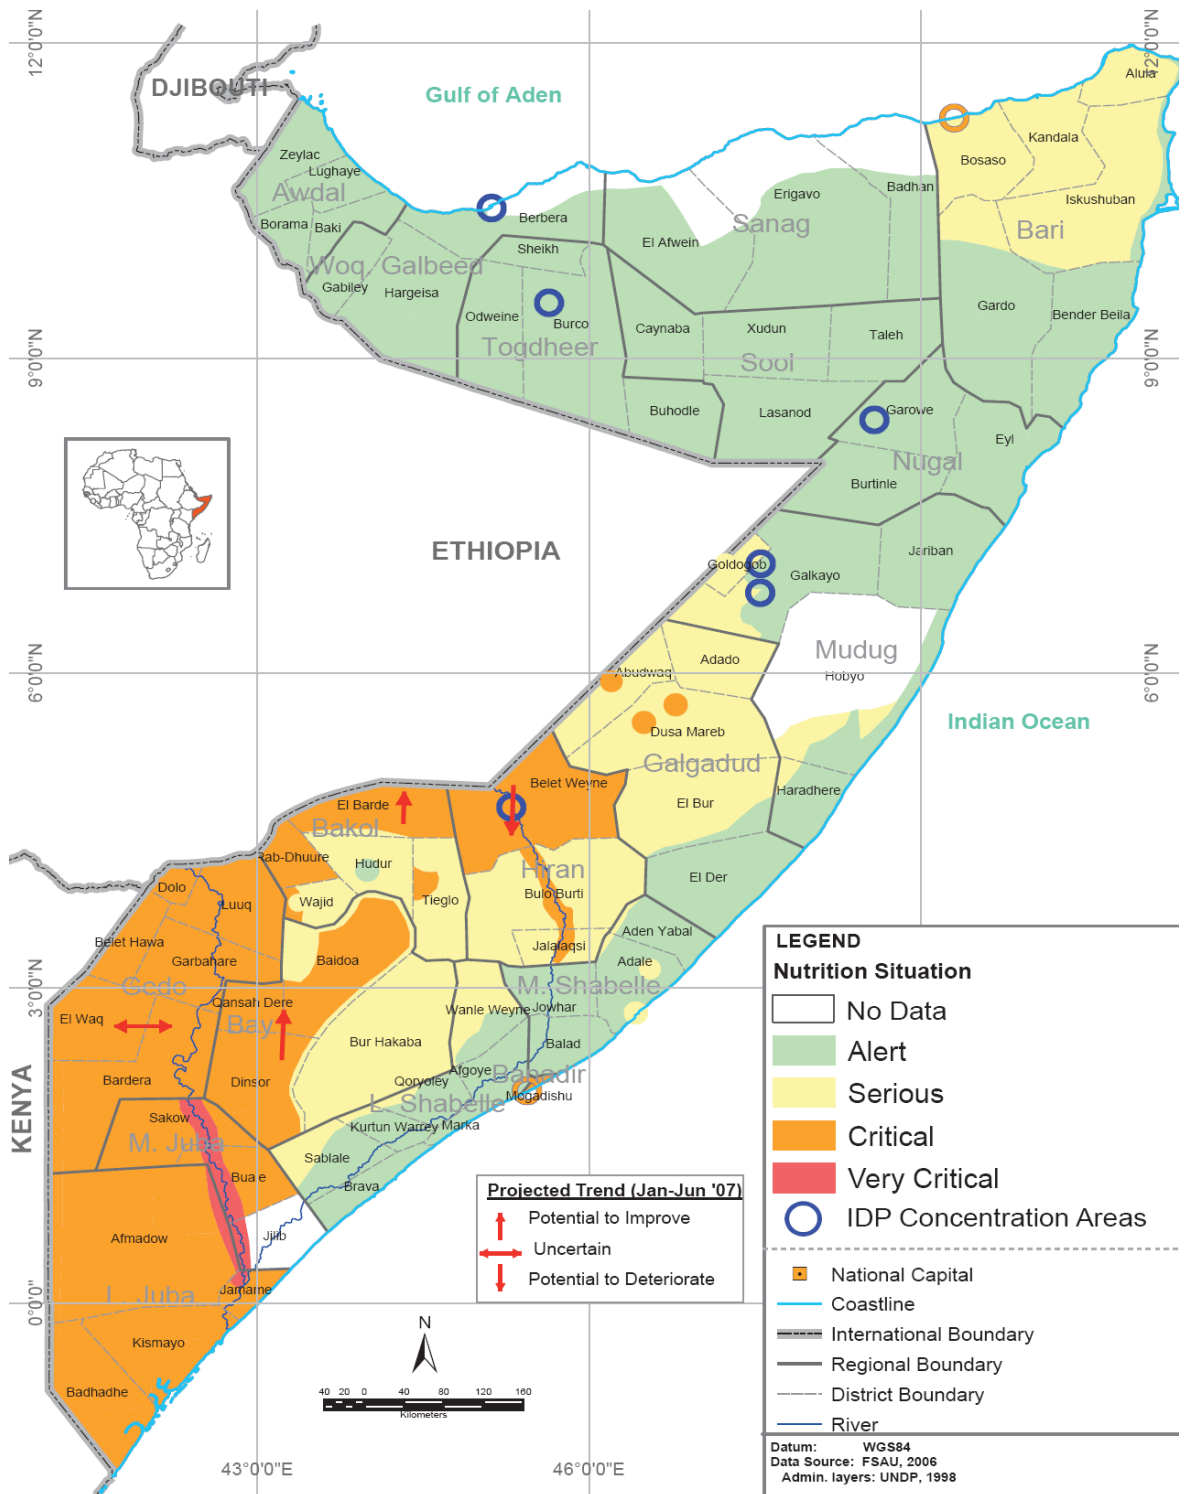 12°0'0"N
12°0'0"N
DJIBOUTI
Gulf of Aden
Alula
Kandala
Bosaso
Zeylac
Lughaye
Awdal
Badhan
Erigavo
Iskushuban
Borama
Baki
Berbera
Sanag
Bari
El Afwein
Sheikh
Woq Galbeed
Gabiley
Hargeisa
Gardo
Bender Beila
Odweine
Burco
Caynaba
Xudun
Taleh
Togdheer
Sool
9°0'0"N
9°0'0"N
Buhodle
Lasanod
Garowe
Eyl
Nugal
Burtinle
ETHIOPIA
Jariban
Goldogob
Galkayo
Mudug
Hobyo
Adado
Abudwaq
6°0'0"N
6°0'0"N
Indian Ocean
Dusa Mareb
Galgadud
Belet Weyne
Haradhere
El Bur
El Barde
Bakol
Rab-Dhuure
Hudur
Hiran
El Der
Dolo
Luuq
Wajid
Tieglo
Bulo Burti
Belet Hawa
Garbahare
Baidoa
Jalalaqsi
Aden Yabal
Adale
Gedo
3°0'0"N
3°0'0"N
M. Shabelle
Qansah Dere
Wanle Weyne
Jowhar
El Waq
Bay
Bur Hakaba
Balad
Bardera
Dinsor
Qoryoley
Afgoye
Banadir
Mogadishu
L. Shabelle
KENYA
Sakow
M. Juba
Kurtun Warrey
Marka
Sablale
Bua e
Brava
Afmadow
Jilib
L. Juba
Jamame
0°0'0"
Kismayo
Badhadhe
43°0'0"E
46°0'0"E
Projected Trend (Jan-Jun '07)
Potential to Improve
Uncertain
Potential to Deteriorate
N
40 20 0 40 80 120 160
Kilometers
LEGEND
Nutrition Situation
No Data
Alert
Serious
Critical
Very Critical
IDP Concentration Areas
National Capital
Coastline
International Boundary
Regional Boundary
District Boundary
River
Datum: WGS84
Data Source: FSAU, 2006
Admin. layers: UNDP, 1998